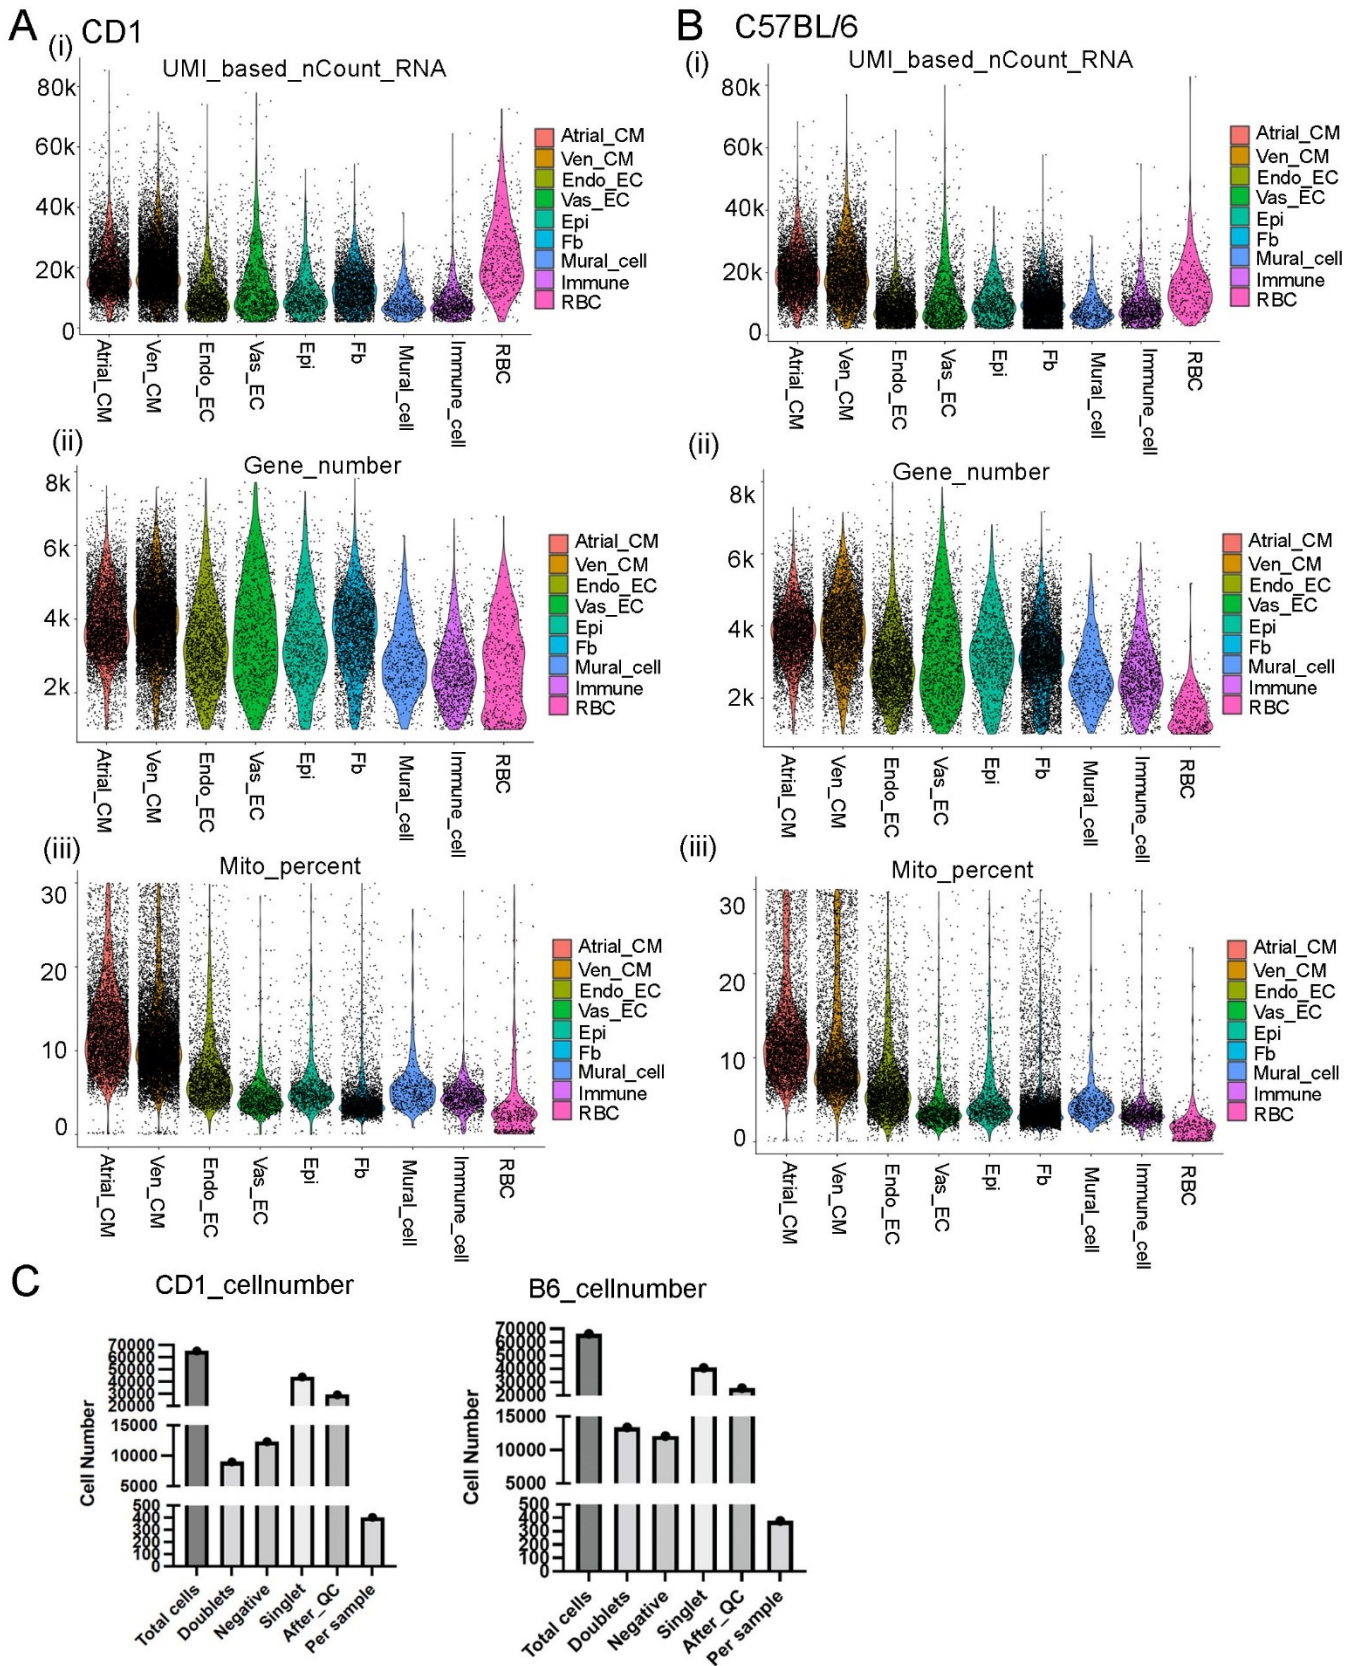 A CD1
(i)
UMI_based_nCount_RNA
80k
60k
40k
20k
0
Atrial_CM
Ven_CM
Endo_EC
Vas_EC
Epi
Fb
Mural_cell
Immune_cell
RBC
Atrial_CM
Ven_CM
Endo_EC
Vas_EC
Epi
Fb
Mural_cell
Immune
RBC
(ii)
Gene_number
8k
6k
4k
2k
Atrial_CM
Ven_CM
Endo_EC
Vas_EC
Epi
Fb
Mural_cell
Immune_cell
RBC
Atrial_CM
Ven_CM
Endo_EC
Vas_EC
Epi
Fb
Mural_cell
Immune
RBC
(iii)
Mito_percent
30
20
10
0
Atrial_CM
Ven_CM
Endo_EC
Vas_EC
Epi
Fb
Mural_cell
Immune_cell
RBC
Atrial_CM
Ven_CM
Endo_EC
Vas_EC
Epi
Fb
Mural_cell
Immune
RBC
B C57BL/6
(i)
UMI_based_nCount_RNA
80k
60k
40k
20k
0
Atrial_CM
Ven_CM
Endo_EC
Vas_EC
Epi
Fb
Mural_cell
Immune_cell
RBC
Atrial_CM
Ven_CM
Endo_EC
Vas_EC
Epi
Fb
Mural_cell
Immune
RBC
(ii)
Gene_number
8k
6k
4k
2k
Atrial_CM
Ven_CM
Endo_EC
Vas_EC
Epi
Fb
Mural_cell
Immune_cell
RBC
Atrial_CM
Ven_CM
Endo_EC
Vas_EC
Epi
Fb
Mural_cell
Immune
RBC
(iii)
Mito_percent
30
20
10
0
Atrial_CM
Ven_CM
Endo_EC
Vas_EC
Epi
Fb
Mural_cell
Immune_cell
RBC
Atrial_CM
Ven_CM
Endo_EC
Vas_EC
Epi
Fb
Mural_cell
Immune
RBC
C
CD1_cellnumber
Cell Number
70000
60000
50000
40000
30000
20000
15000
10000
5000
500
400
300
200
100
0
Total cells
Doublets
Negative
Singlet
After_QC
Per sample
B6_cellnumber
Cell Number
70000
60000
50000
40000
30000
20000
15000
10000
5000
500
400
300
200
100
0
Total cells
Doublets
Negative
Singlet
After_QC
Per sample